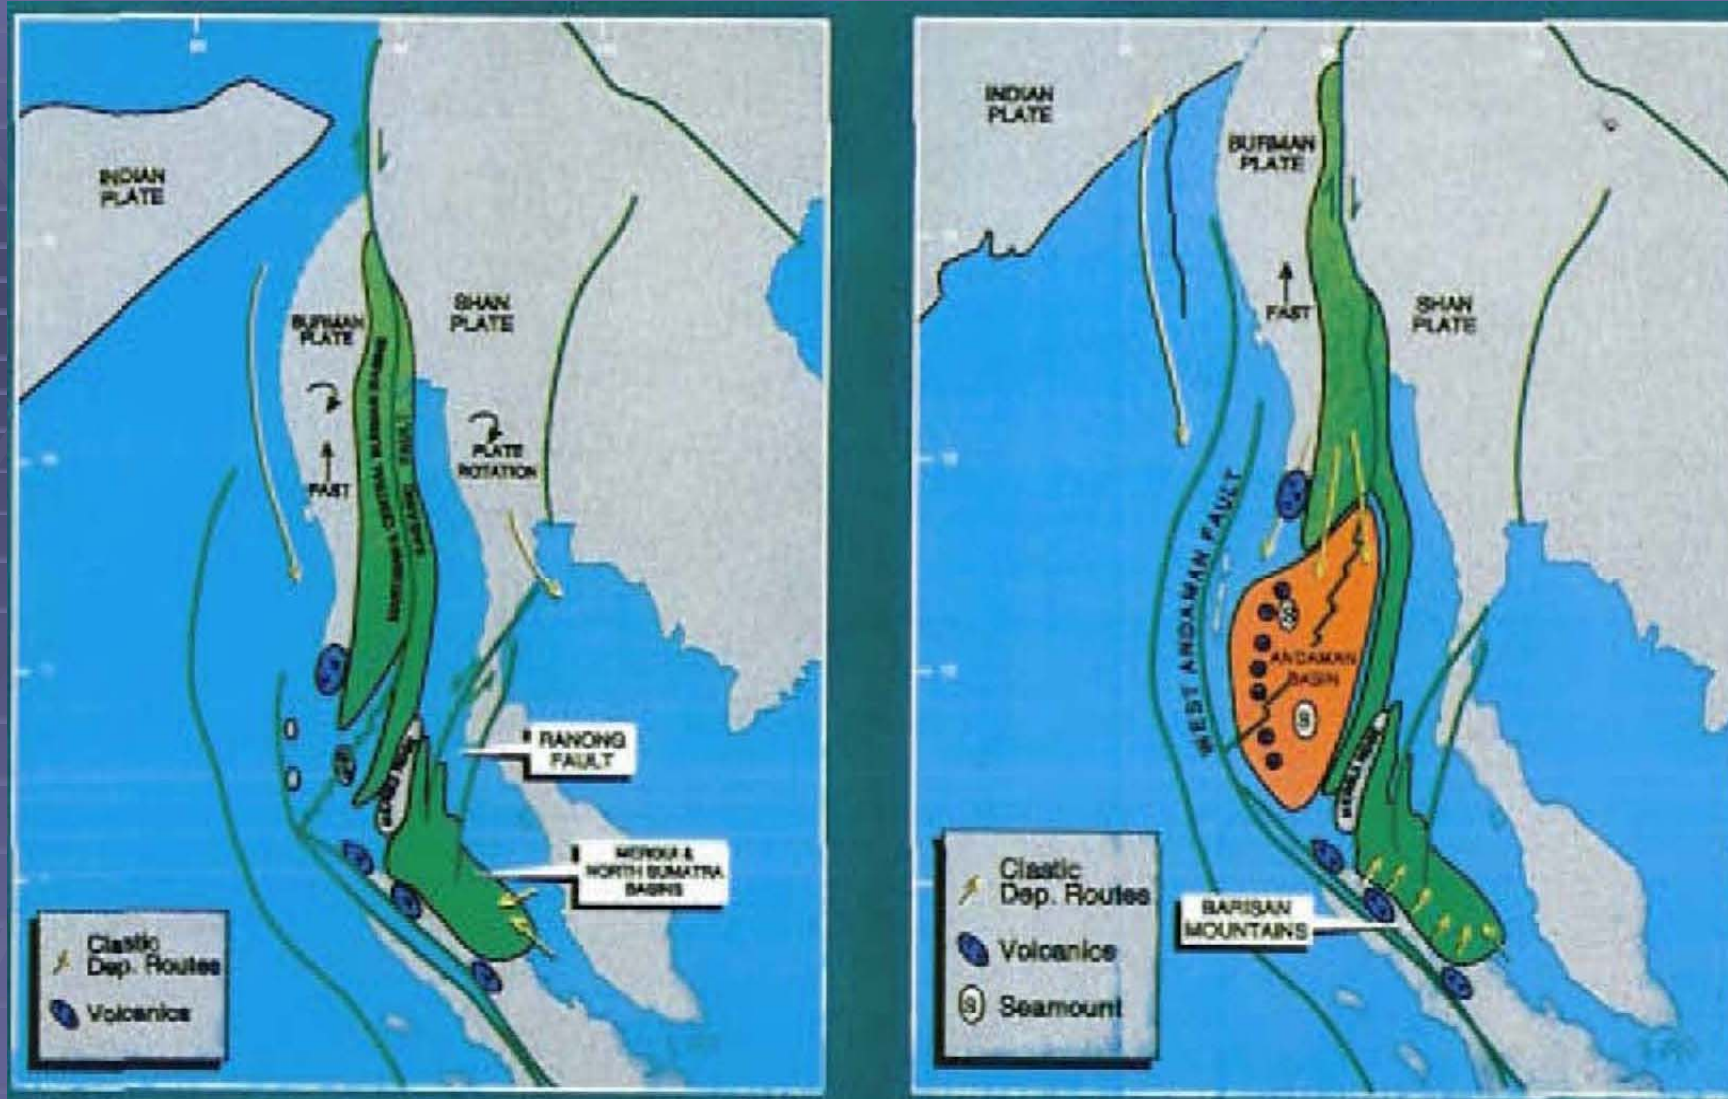 INDIAN
PLATE
BURMAN
PLATE
SHAN
PLATE
FAST
PLATE
ROTATION
RANONG
FAULT
MERGUI &
NORTH SUMATRA
BASINS
Clastic
Dep. Routes
Volcanics
INDIAN
PLATE
BURMAN
PLATE
FAST
SHAN
PLATE
WEST ANDAMAN FAULT
ANDAMAN
BASIN
S
S
BARISAN
MOUNTAINS
Clastic
Dep. Routes
Volcanics
S
Seamount